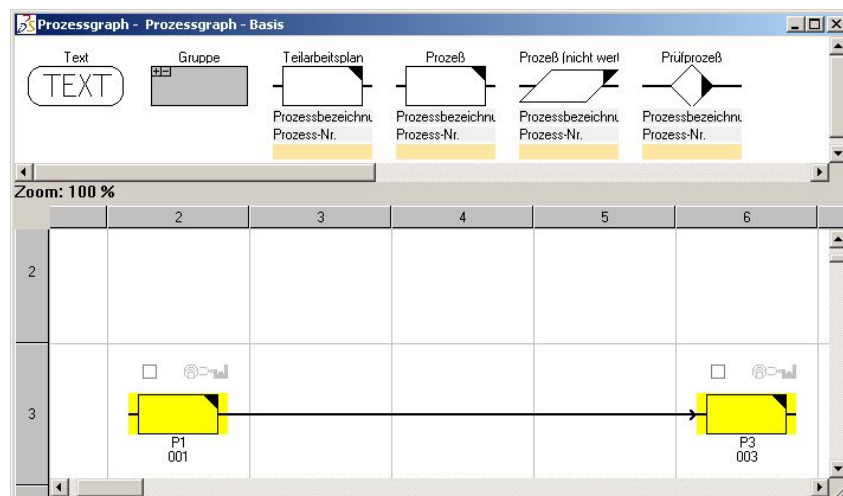 Prozessgraph - Prozessgraph - Basis
Text Gruppe Teilarbeitsplan Prozeß Prozeß (nicht wert Prüfprozeß
TEXT
Prozessbezeichnu Prozessbezeichnu Prozessbezeichnu Prozessbezeichnu
Prozess-Nr. Prozess-Nr. Prozess-Nr. Prozess-Nr.
Zoom: 100 %
2 3 4 5 6
2
3
P1 P3
001 003